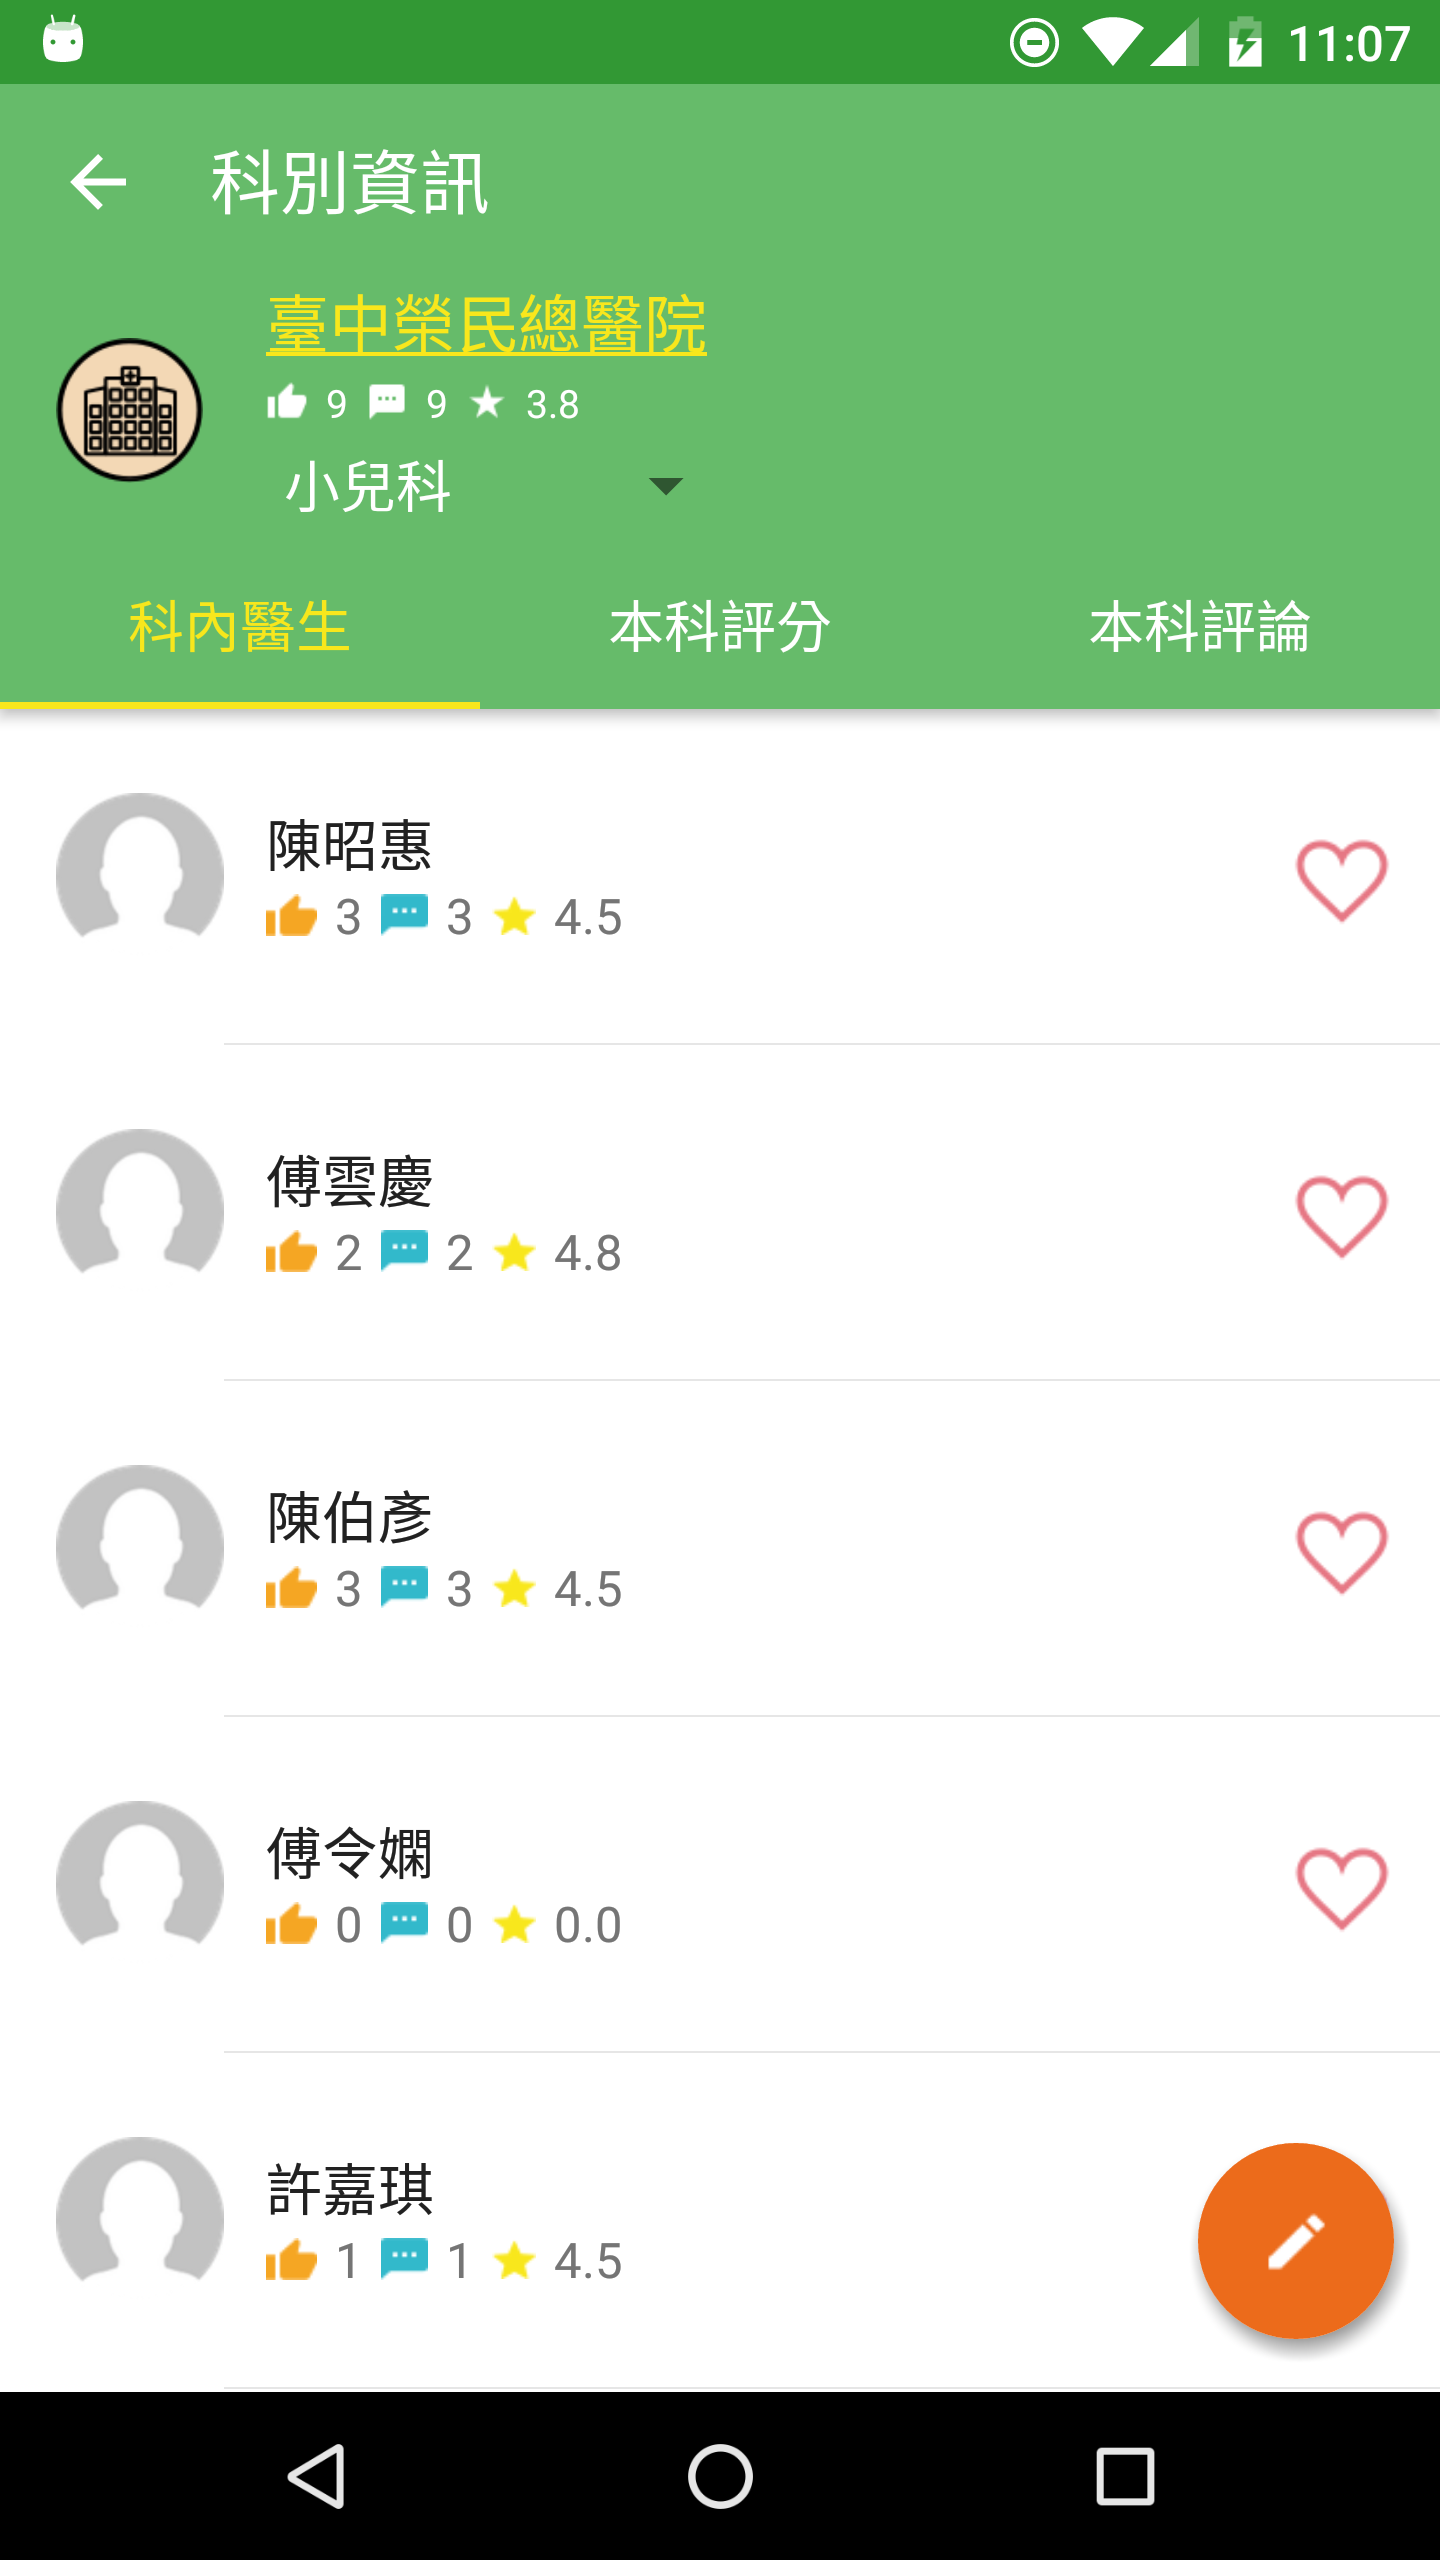 11:07
科別資訊
臺中榮民總醫院
9 9 3.8
小兒科
科內醫生 本科評分 本科評論
陳昭惠
3 3 4.5
傅雲慶
2 2 4.8
陳伯彥
3 3 4.5
傅令嫻
0 0 0.0
許嘉琪
1 1 4.5